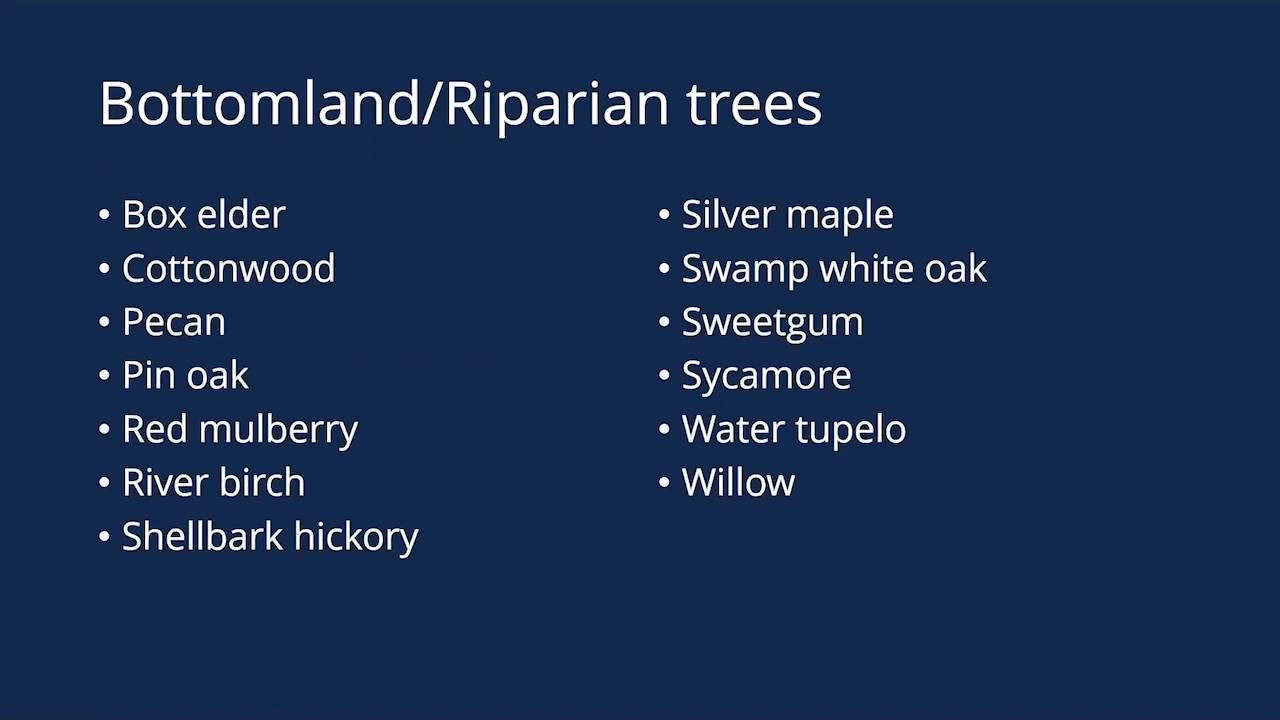 Bottomland/Riparian trees
• Box elder
• Cottonwood
• Pecan
• Pin oak
• Red mulberry
• River birch
• Shellbark hickory
• Silver maple
• Swamp white oak
• Sweetgum
• Sycamore
• Water tupelo
• Willow